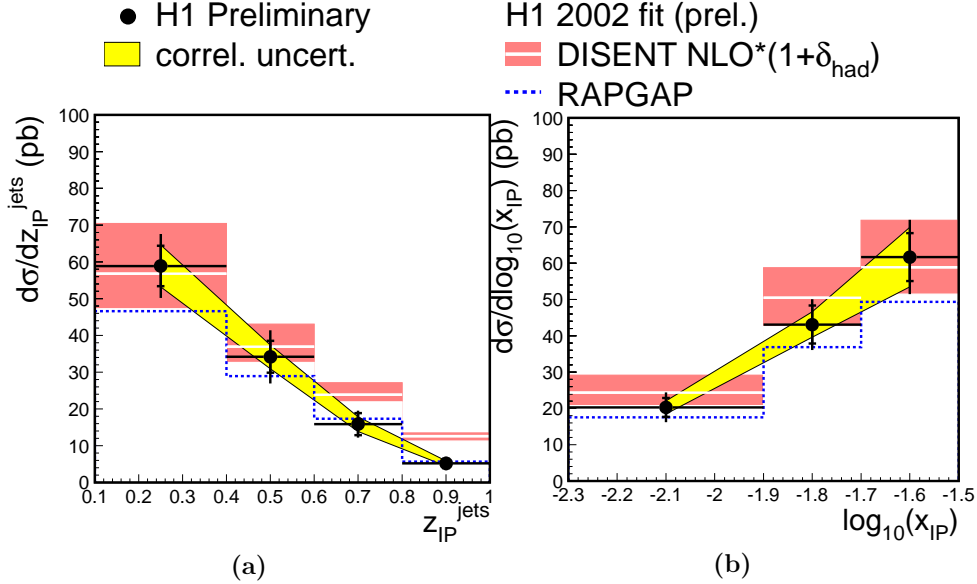 H1 Preliminary
correl. uncert.
H1 2002 fit (prel.)
DISENT NLO*(1+δhad)
RAPGAP
dσ/dzIP^jets (pb)
100
90
80
70
60
50
40
30
20
10
0
0.1 0.2 0.3 0.4 0.5 0.6 0.7 0.8 0.9 1
zIP^jets
(a)
dσ/dlog10(xIP) (pb)
100
90
80
70
60
50
40
30
20
10
0
-2.3 -2.2 -2.1 -2 -1.9 -1.8 -1.7 -1.6 -1.5
log10(xIP)
(b)